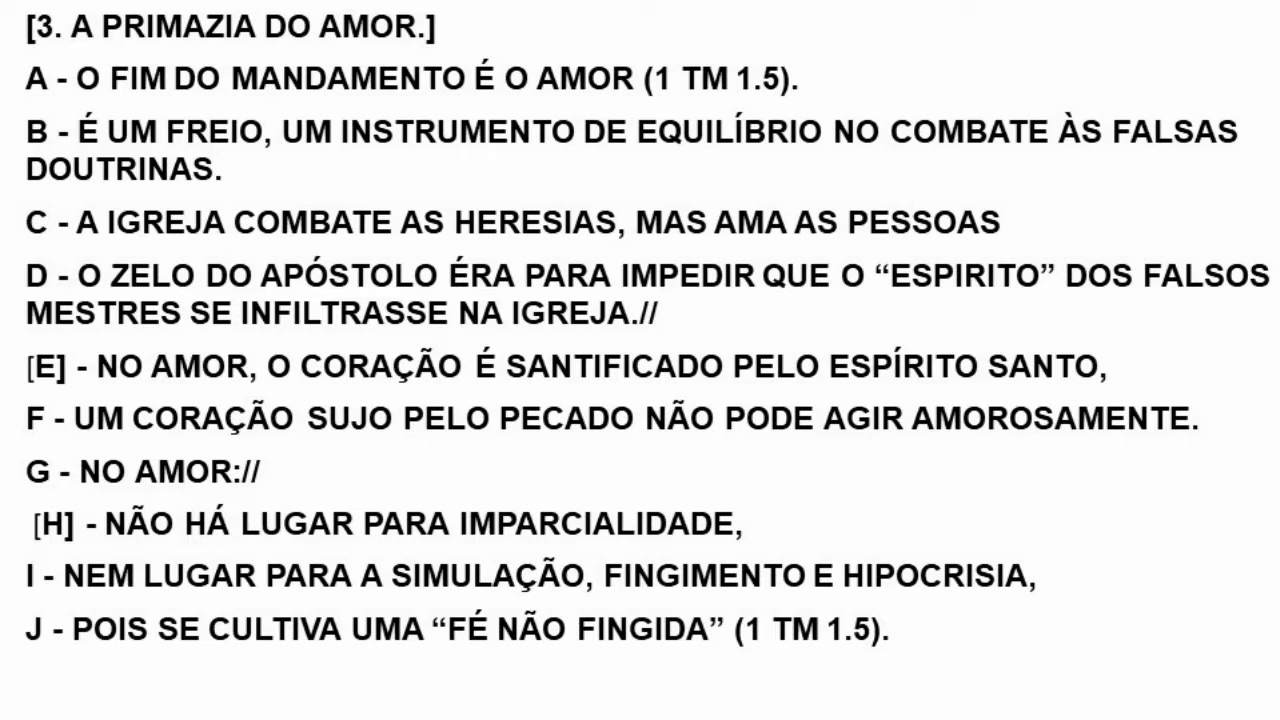 [3. A PRIMAZIA DO AMOR.]
A - O FIM DO MANDAMENTO É O AMOR (1 TM 1.5).
B - É UM FREIO, UM INSTRUMENTO DE EQUILÍBRIO NO COMBATE ÀS FALSAS
DOUTRINAS.
C - A IGREJA COMBATE AS HERESIAS, MAS AMA AS PESSOAS
D - O ZELO DO APÓSTOLO ÉRA PARA IMPEDIR QUE O “ESPIRITO” DOS FALSOS
MESTRES SE INFILTRASSE NA IGREJA.//
[E] - NO AMOR, O CORAÇÃO É SANTIFICADO PELO ESPÍRITO SANTO,
F - UM CORAÇÃO SUJO PELO PECADO NÃO PODE AGIR AMOROSAMENTE.
G - NO AMOR://
[H] - NÃO HÁ LUGAR PARA IMPARCIALIDADE,
I - NEM LUGAR PARA A SIMULAÇÃO, FINGIMENTO E HIPOCRISIA,
J - POIS SE CULTIVA UMA “FÉ NÃO FINGIDA” (1 TM 1.5).